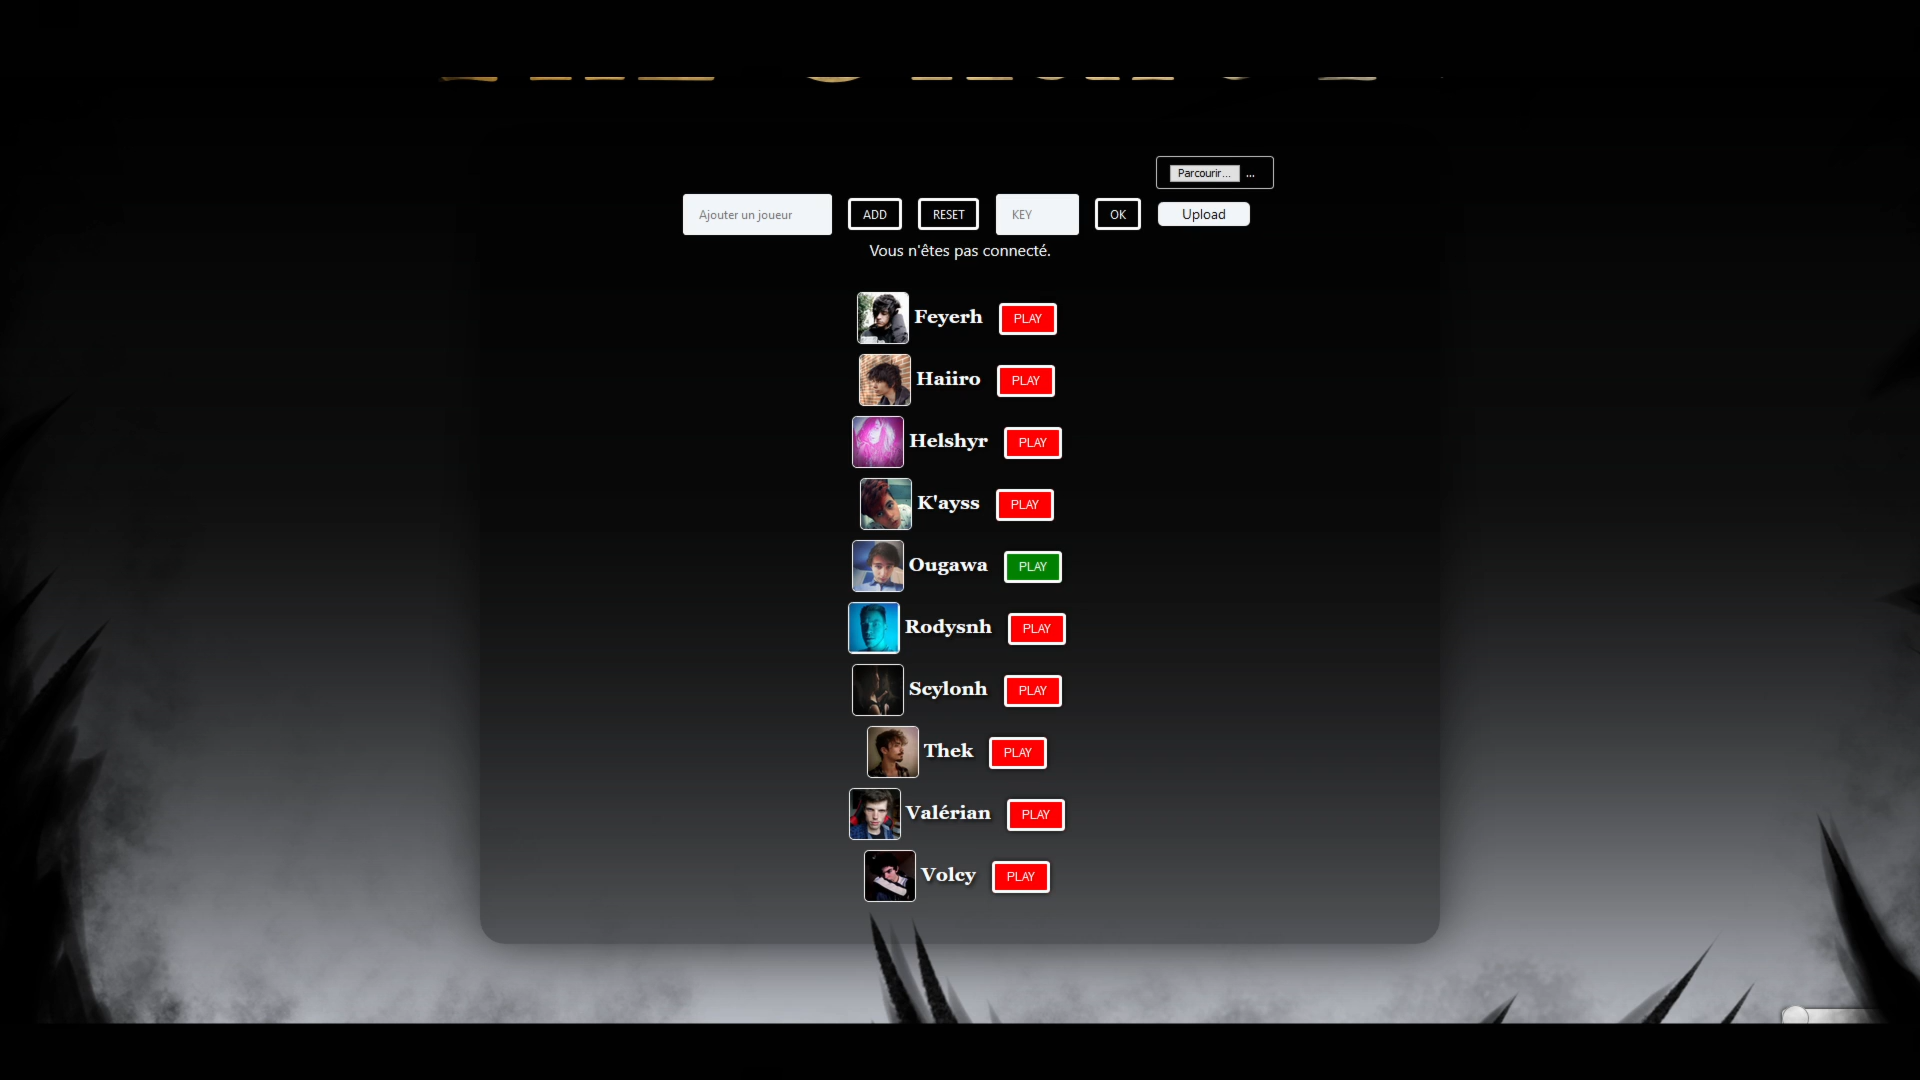 Parcourir... ...
Ajouter un joueur ADD RESET KEY OK Upload
Vous n'êtes pas connecté.
Feyerh PLAY
Haiiro PLAY
Helshyr PLAY
K'ayss PLAY
Ougawa PLAY
Rodysnh PLAY
Scylonh PLAY
Thek PLAY
Valérian PLAY
Volcy PLAY